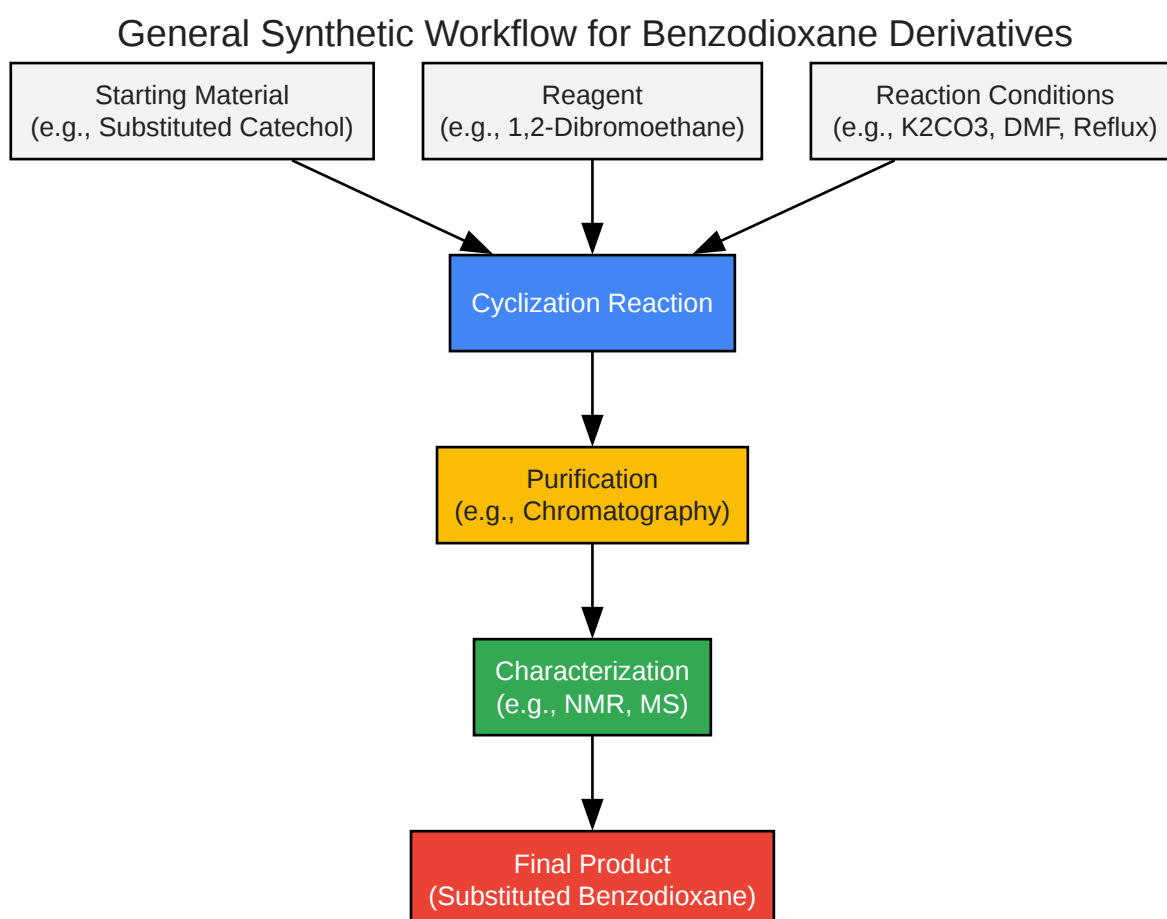 General Synthetic Workflow for Benzodioxane Derivatives
Starting Material
(e.g., Substituted Catechol)
Reagent
(e.g., 1,2-Dibromoethane)
Reaction Conditions
(e.g., K2CO3, DMF, Reflux)
Cyclization Reaction
Purification
(e.g., Chromatography)
Characterization
(e.g., NMR, MS)
Final Product
(Substituted Benzodioxane)